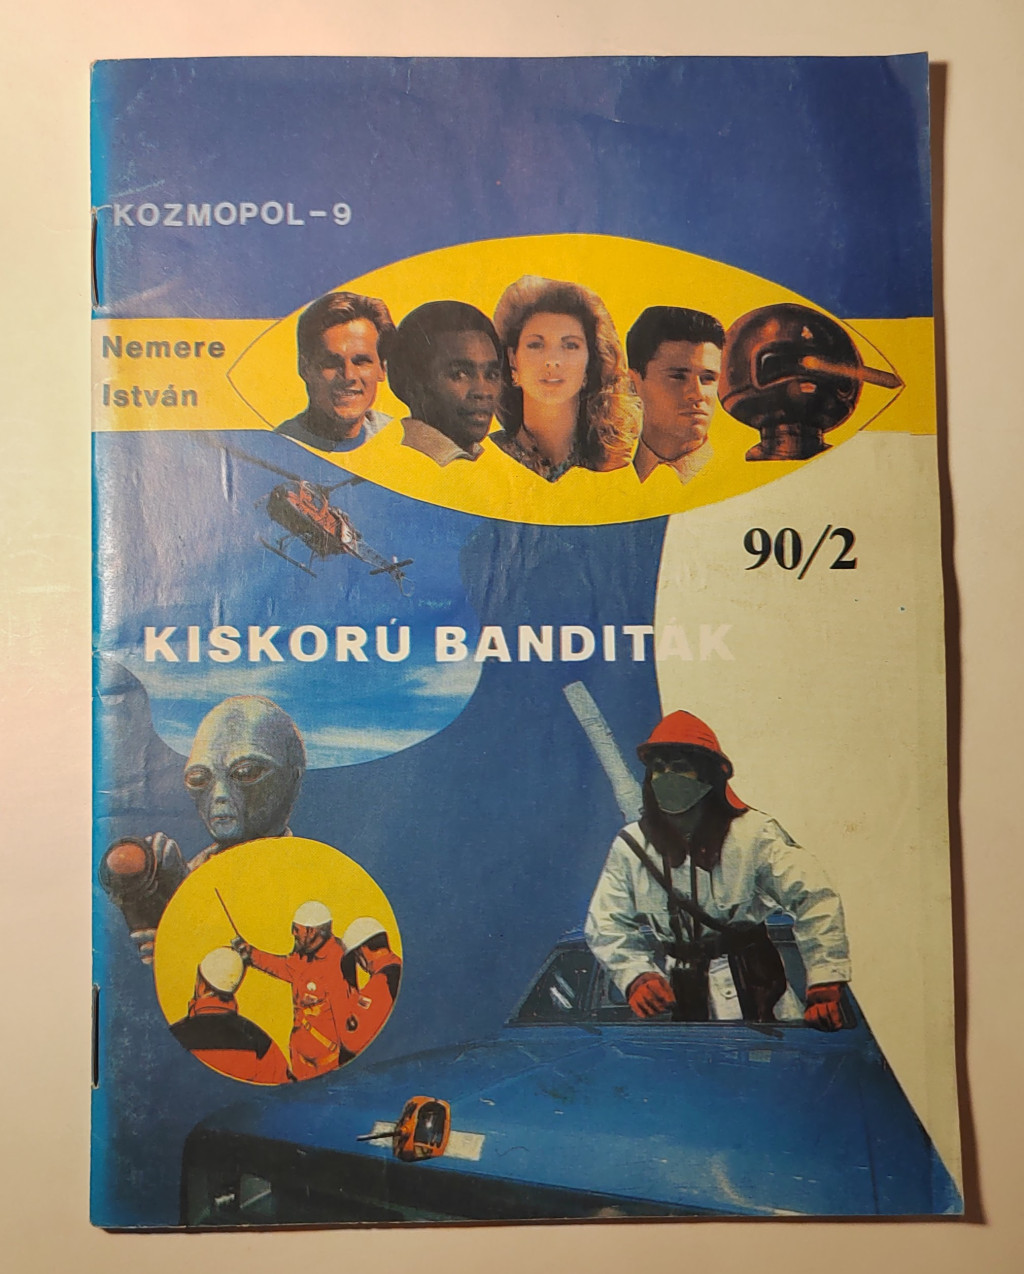 KOZMOPOL-9
Nemere
István
90/2
KISKORÚ BANDITÁK